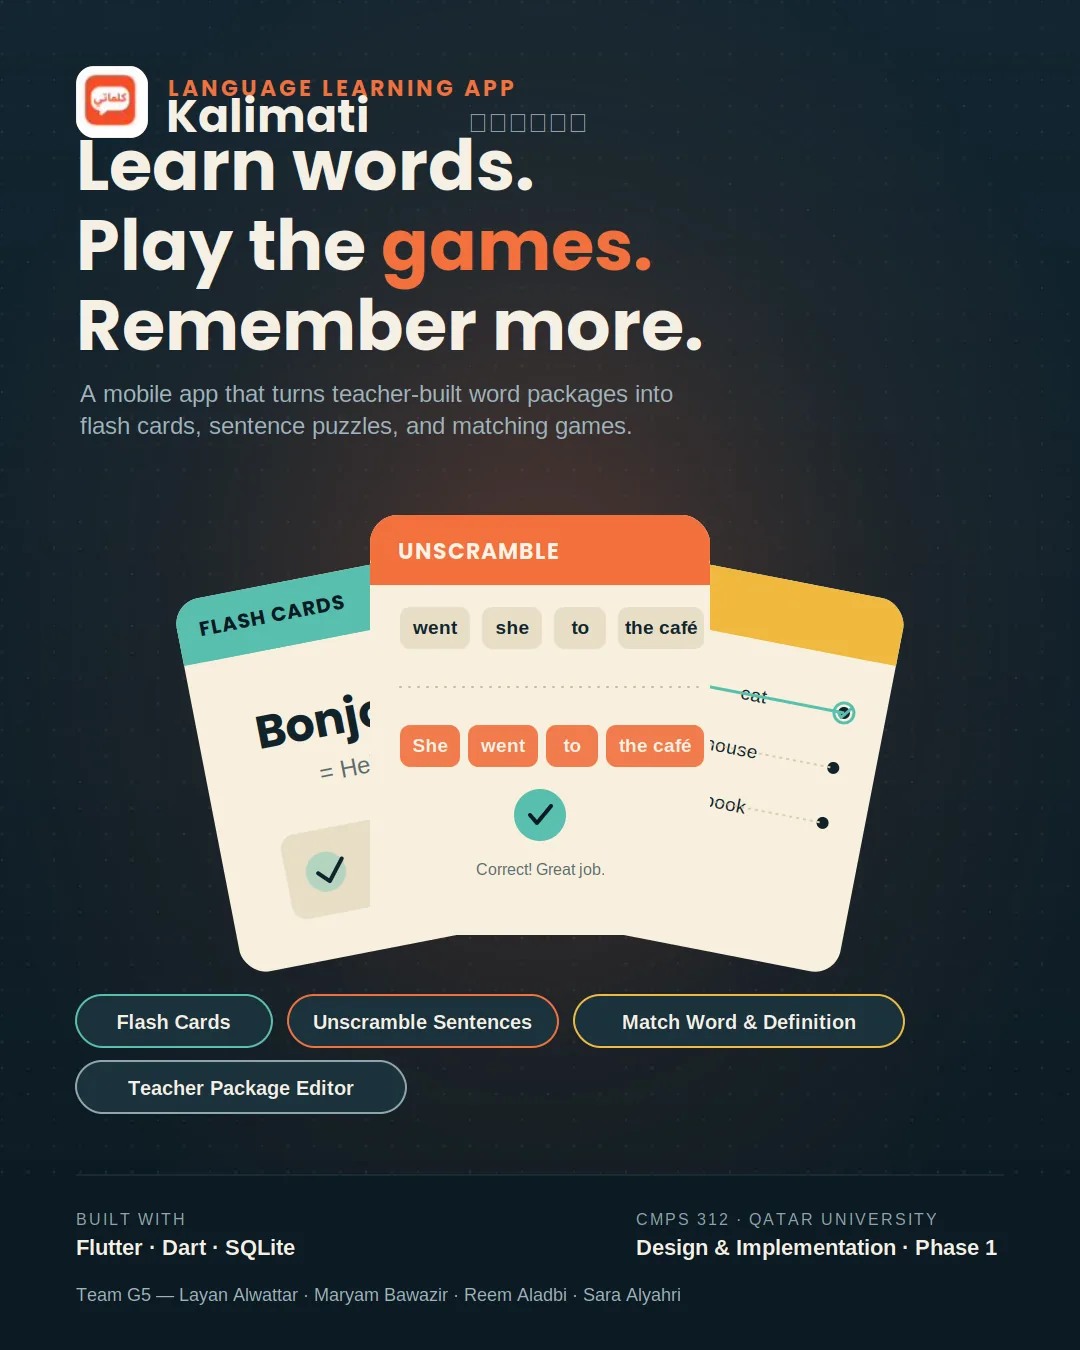 كلماتي
LANGUAGE LEARNING APP
Kalimati
Learn words.
Play the games.
Remember more.
A mobile app that turns teacher-built word packages into
flash cards, sentence puzzles, and matching games.
FLASH CARDS
Bonjo
= He
UNSCRAMBLE
went she to the café
She went to the café
Correct! Great job.
cat
house
book
Flash Cards
Unscramble Sentences
Match Word & Definition
Teacher Package Editor
BUILT WITH
Flutter · Dart · SQLite
CMPS 312 · QATAR UNIVERSITY
Design & Implementation · Phase 1
Team G5 — Layan Alwattar · Maryam Bawazir · Reem Aladbi · Sara Alyahri